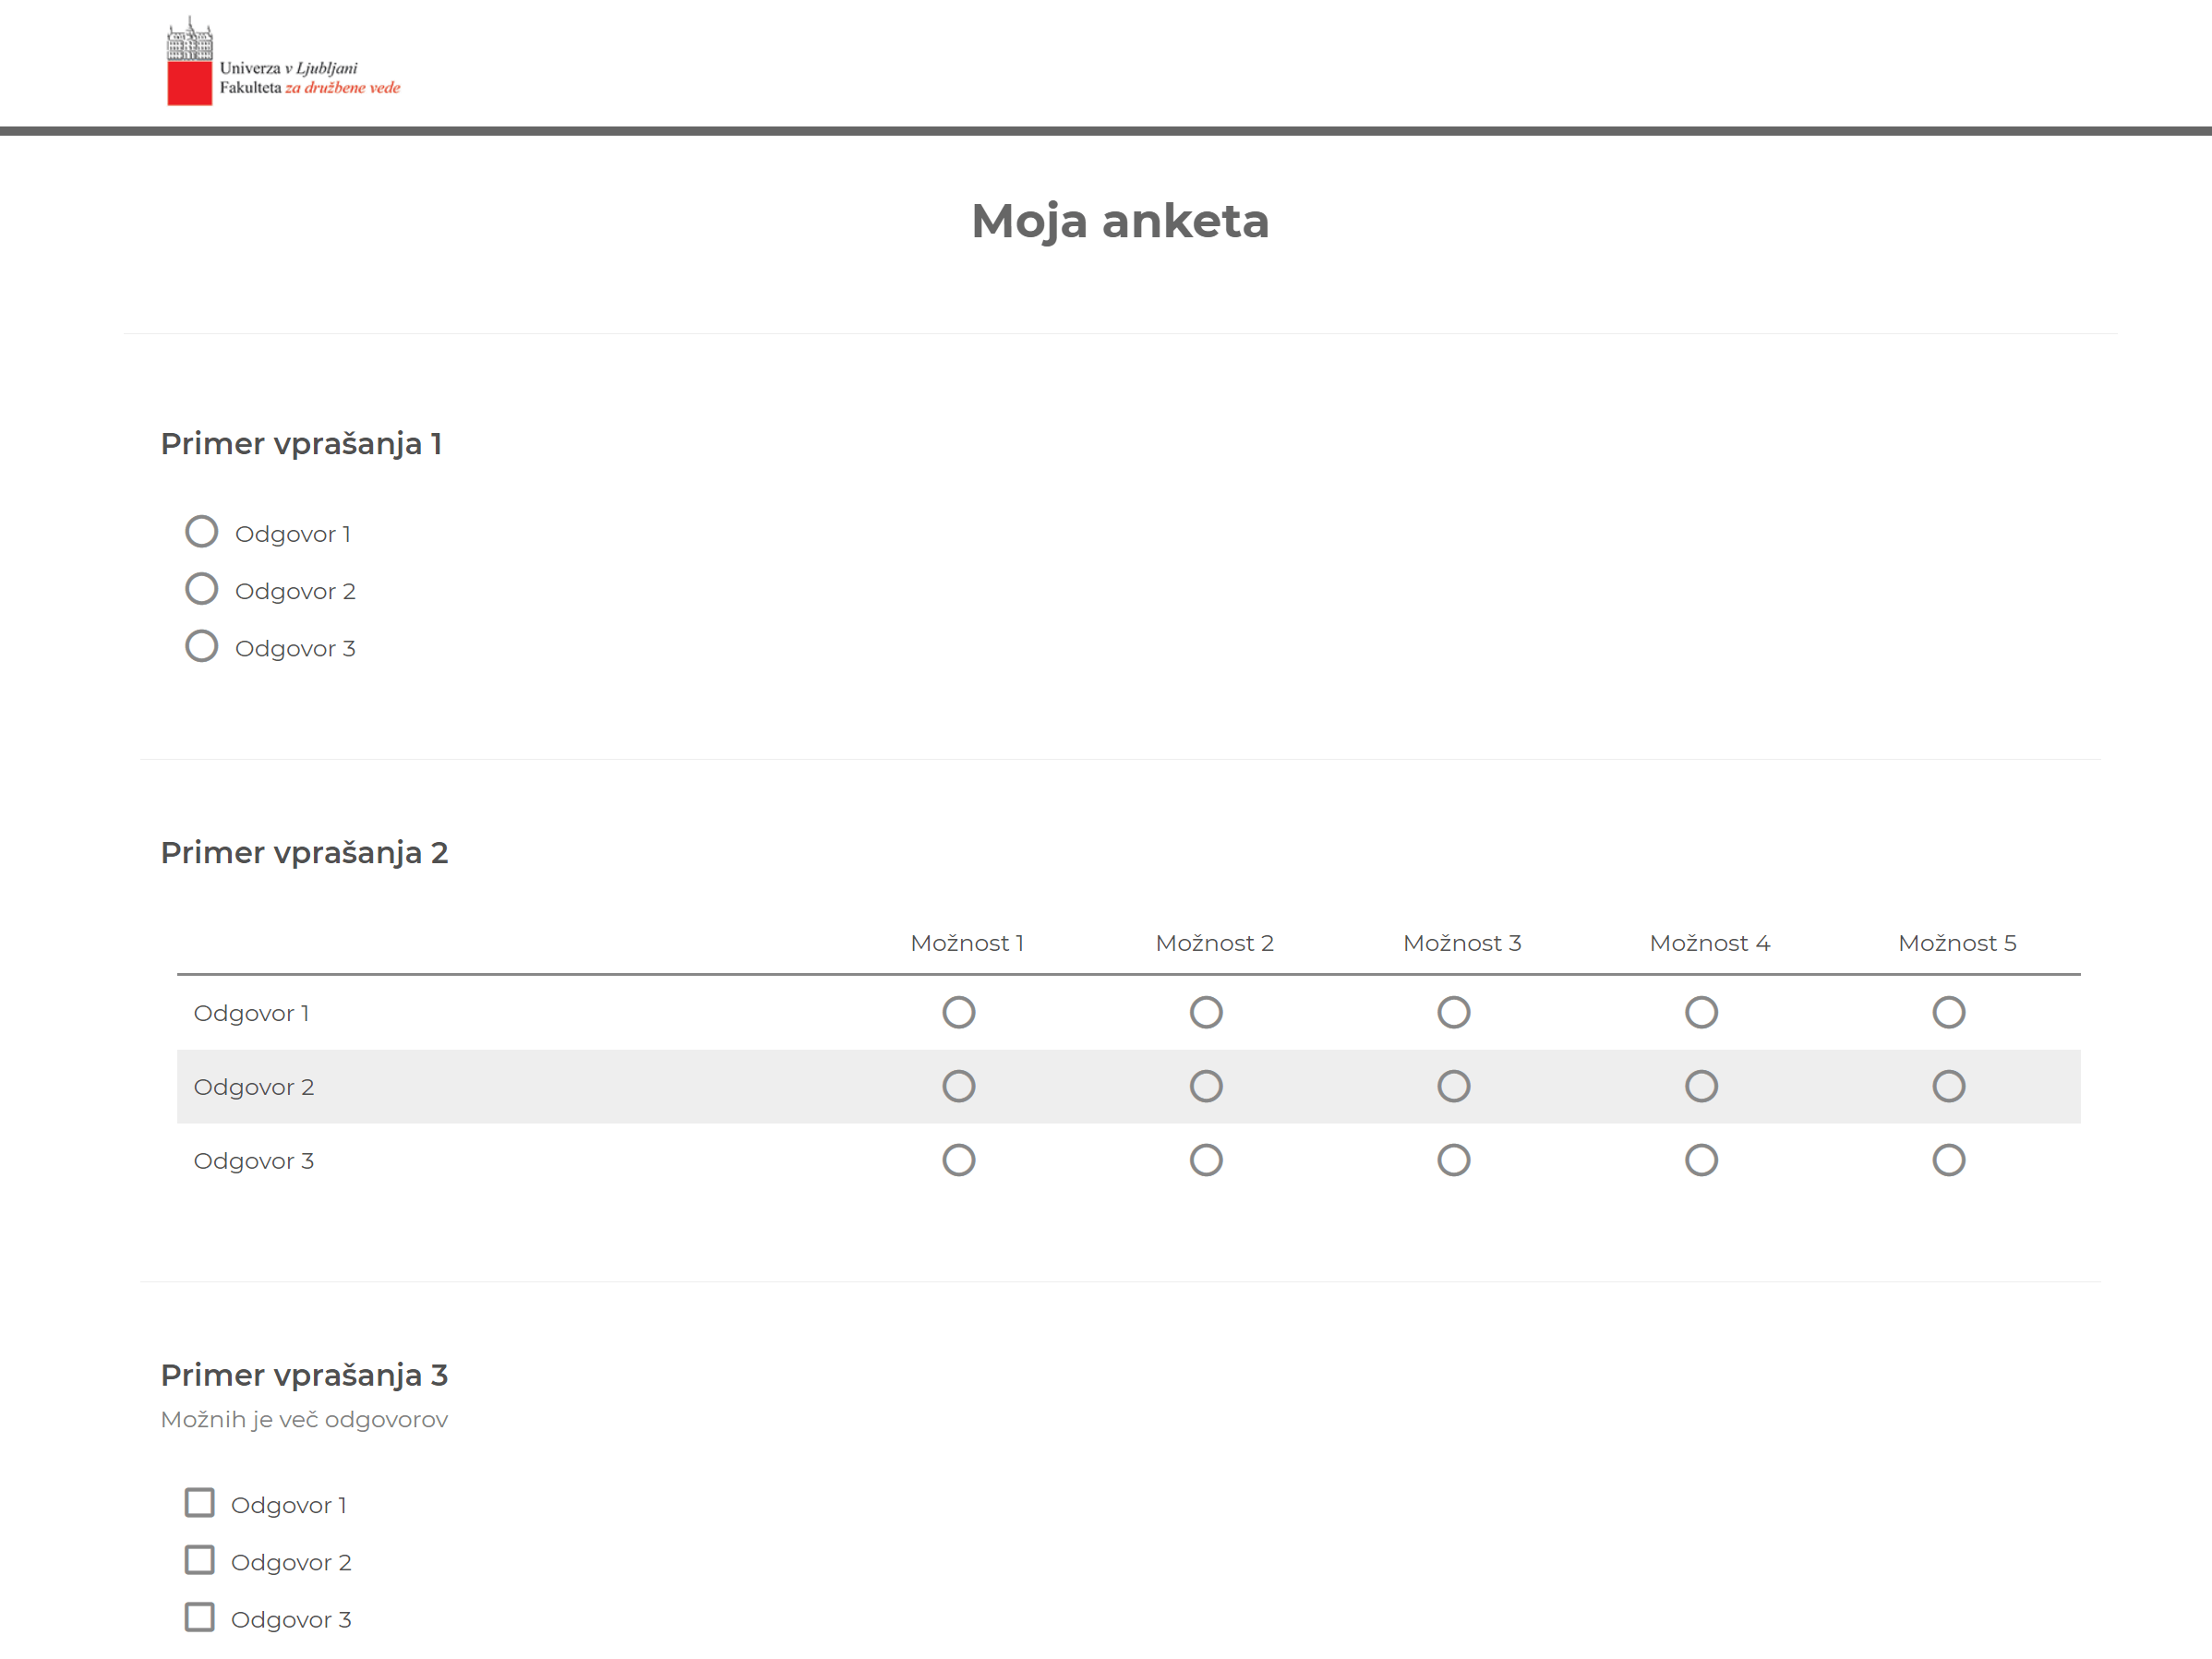 Univerza v Ljubljani
Fakulteta za družbene vede
Moja anketa
Primer vprašanja 1
Odgovor 1
Odgovor 2
Odgovor 3
Primer vprašanja 2
Možnost 1 Možnost 2 Možnost 3 Možnost 4 Možnost 5
Odgovor 1
Odgovor 2
Odgovor 3
Primer vprašanja 3
Možnih je več odgovorov
Odgovor 1
Odgovor 2
Odgovor 3